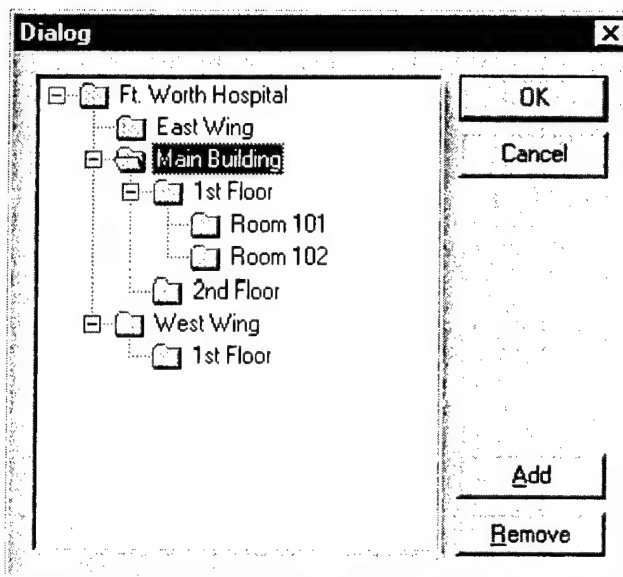 Dialog
Ft. Worth Hospital
East Wing
Main Building
1st Floor
Room 101
Room 102
2nd Floor
West Wing
1st Floor
OK
Cancel
Add
Remove